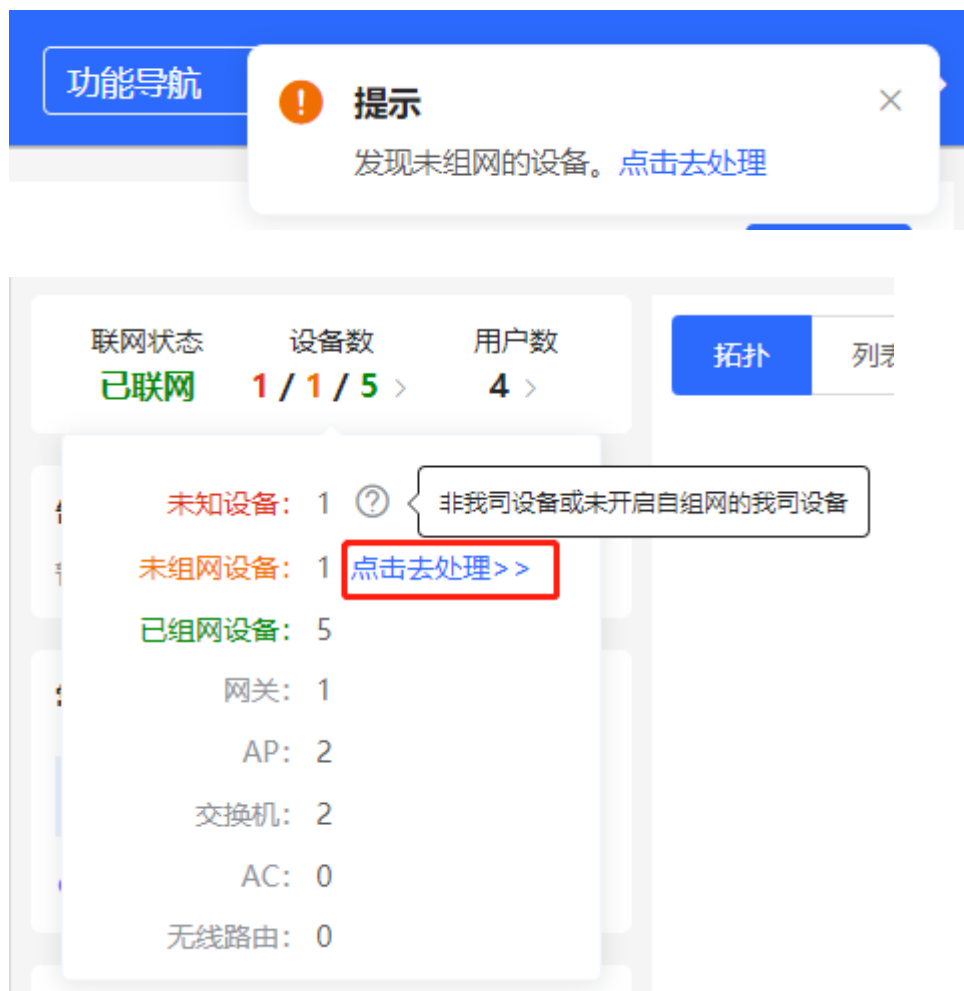 功能导航
提示
发现未组网的设备。点击去处理
联网状态 设备数 用户数
已联网 1 / 1 / 5 > 4 >
拓扑 列
未知设备： 1 非我司设备或未开启自组网的我司设备
未组网设备： 1 点击去处理>>
已组网设备： 5
网关： 1
AP： 2
交换机： 2
AC： 0
无线路由： 0